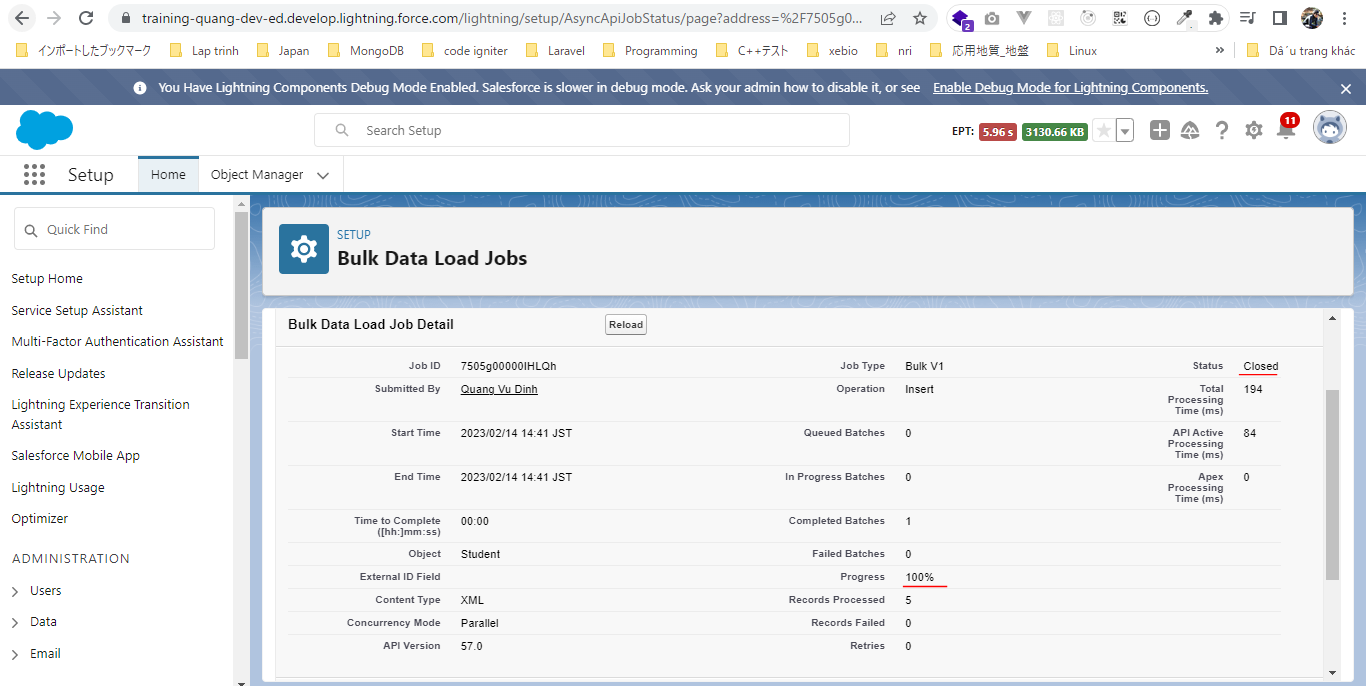 training-quang-dev-ed.develop.lightning.force.com/lightning/setup/AsyncApiJobStatus/page?address=%2F7505g0...
2
インポートしたブックマーク Lap trinh Japan MongoDB code igniter Laravel Programming C++テスト xebio nri 応用地質_地盤 Linux » Dấu trang khác
You Have Lightning Components Debug Mode Enabled. Salesforce is slower in debug mode. Ask your admin how to disable it, or see Enable Debug Mode for Lightning Components.
Search Setup
EPT: 5.96 s 3130.66 KB
11
Setup Home Object Manager
Quick Find
Setup Home
Service Setup Assistant
Multi-Factor Authentication Assistant
Release Updates
Lightning Experience Transition
Assistant
Salesforce Mobile App
Lightning Usage
Optimizer
ADMINISTRATION
Users
Data
Email
SETUP
Bulk Data Load Jobs
Bulk Data Load Job Detail Reload
Job ID 7505g00000IHLQh Job Type Bulk V1 Status Closed
Submitted By Quang Vu Dinh Operation Insert Total
Processing
Time (ms) 194
Start Time 2023/02/14 14:41 JST Queued Batches 0 API Active
Processing
Time (ms) 84
End Time 2023/02/14 14:41 JST In Progress Batches 0 Apex
Processing
Time (ms) 0
Time to Complete
([hh:]mm:ss) 00:00 Completed Batches 1
Object Student Failed Batches 0
External ID Field Progress 100%
Content Type XML Records Processed 5
Concurrency Mode Parallel Records Failed 0
API Version 57.0 Retries 0